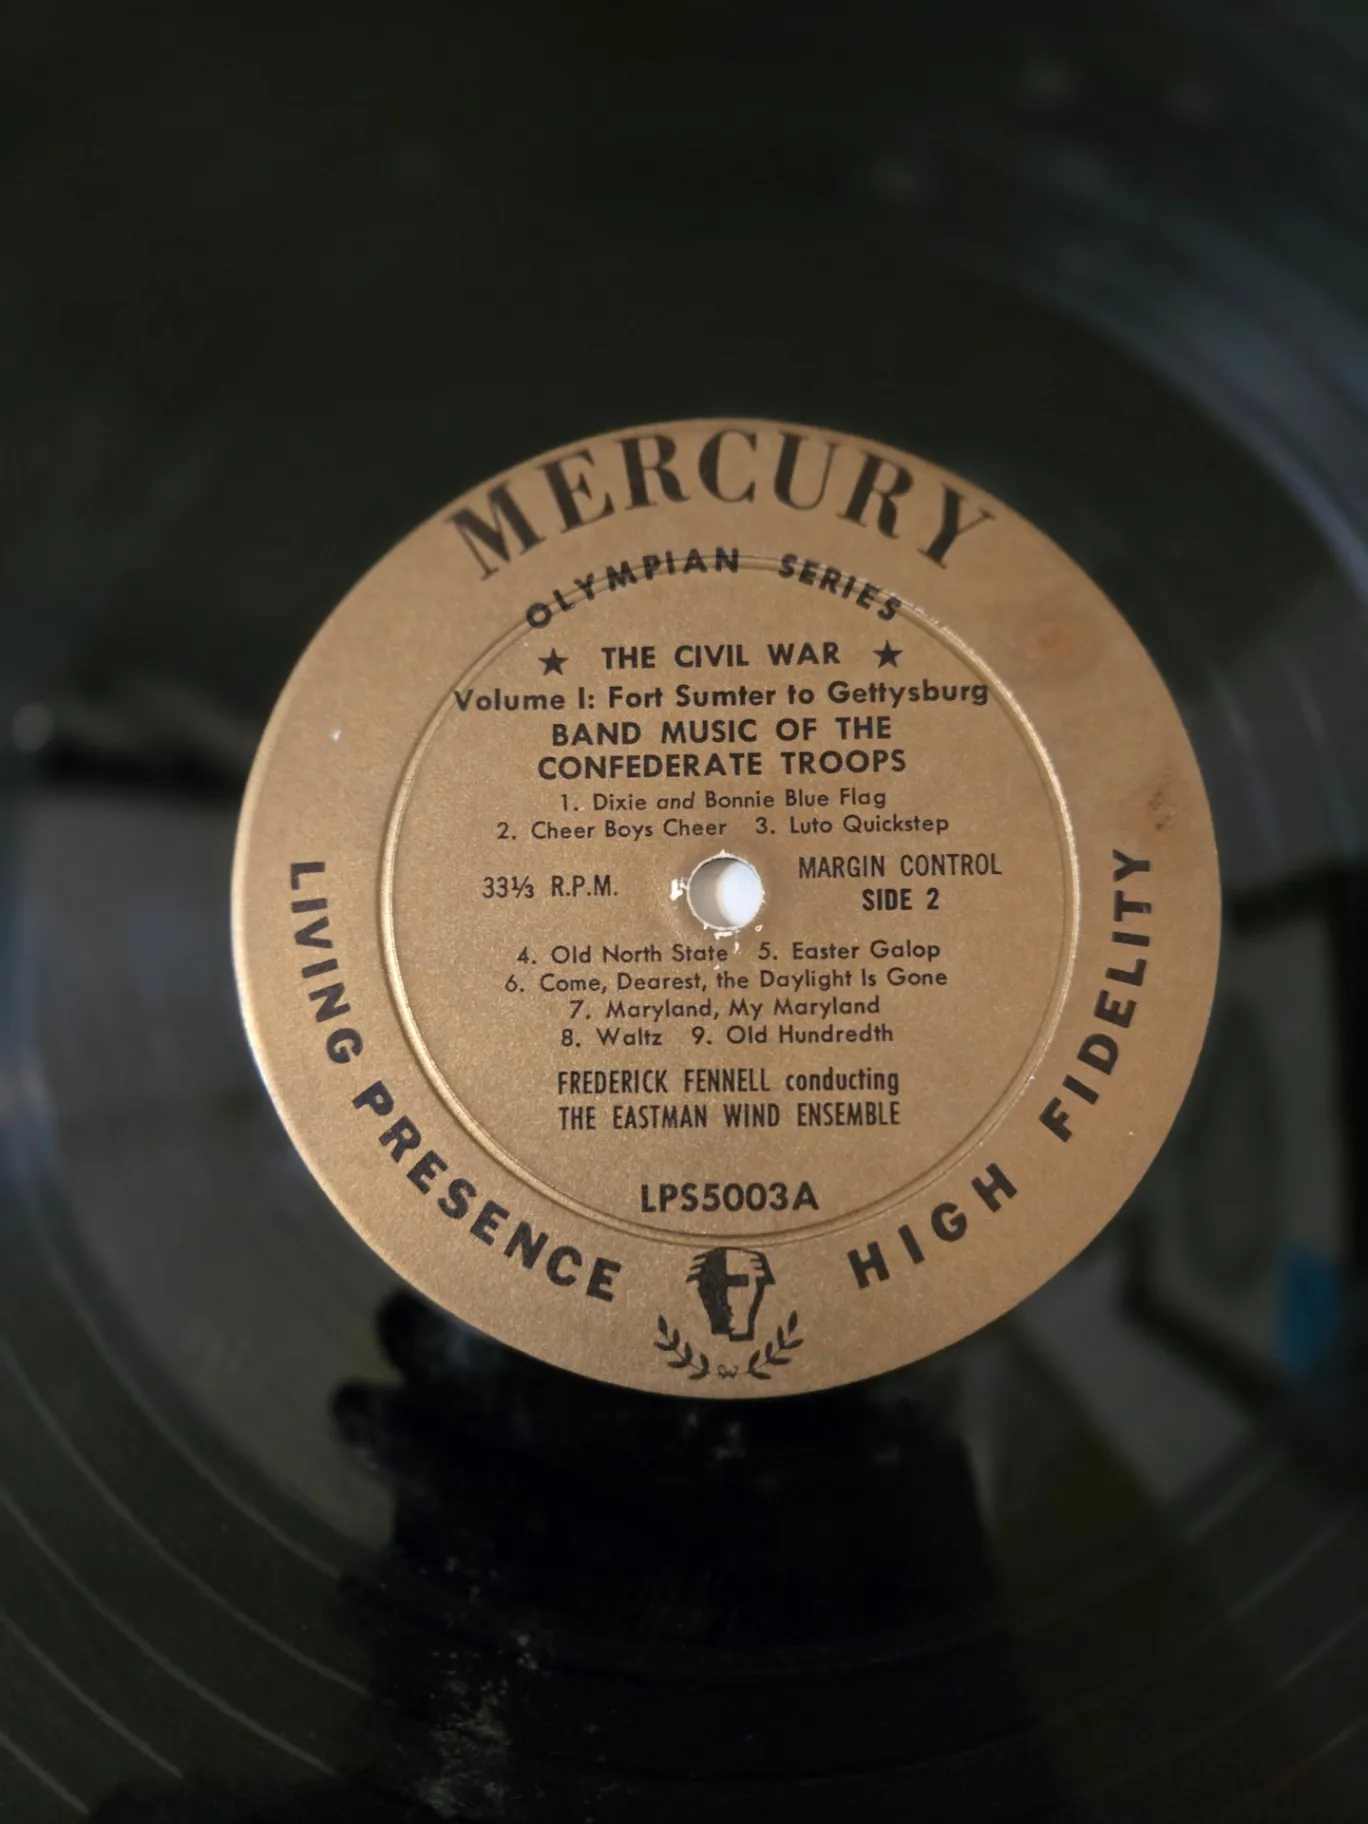 MERCURY
OLYMPIAN SERIES
★ THE CIVIL WAR ★
Volume I: Fort Sumter to Gettysburg
BAND MUSIC OF THE
CONFEDERATE TROOPS
1. Dixie and Bonnie Blue Flag
2. Cheer Boys Cheer 3. Luto Quickstep
33⅓ R.P.M.
MARGIN CONTROL
SIDE 2
4. Old North State 5. Easter Galop
6. Come, Dearest, the Daylight Is Gone
7. Maryland, My Maryland
8. Waltz 9. Old Hundredth
FREDERICK FENNELL conducting
THE EASTMAN WIND ENSEMBLE
LPS5003A
LIVING PRESENCE
HIGH FIDELITY